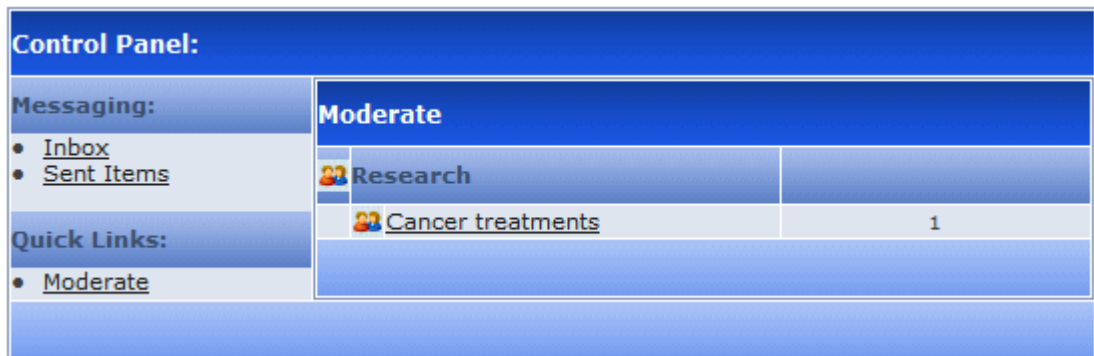 Control Panel:
Messaging:
Inbox
Sent Items
Quick Links:
Moderate
Moderate
Research
Cancer treatments 1